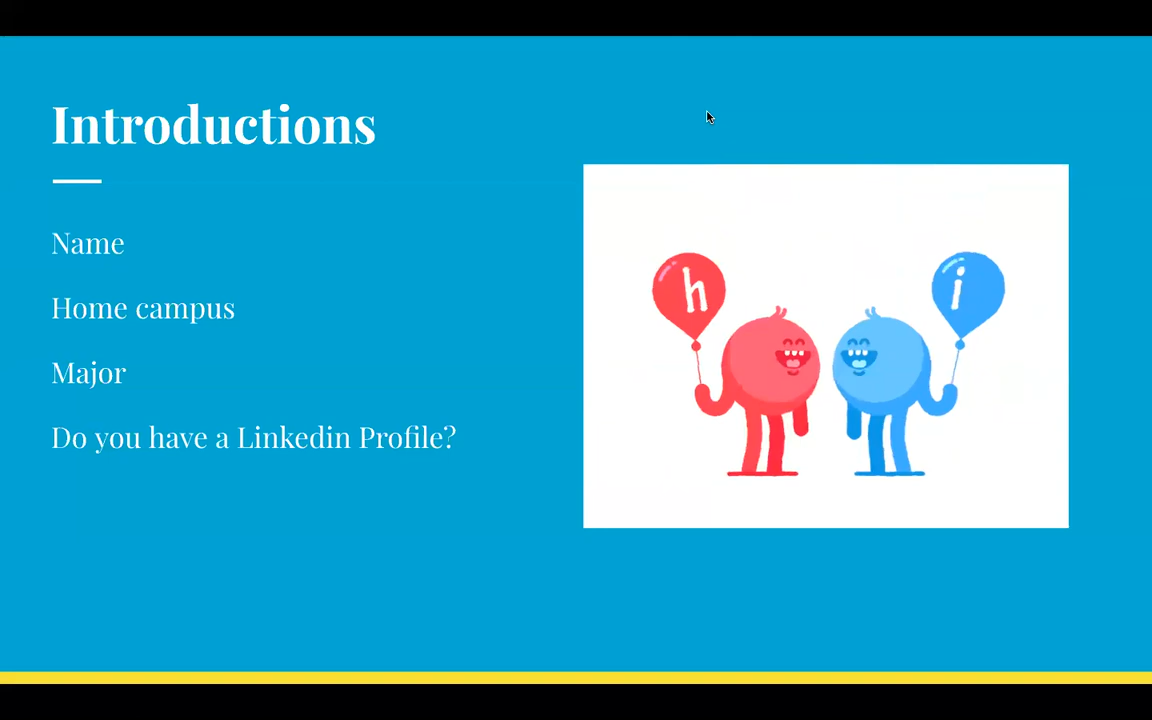 Introductions
Name
Home campus
Major
Do you have a Linkedin Profile?
h
i